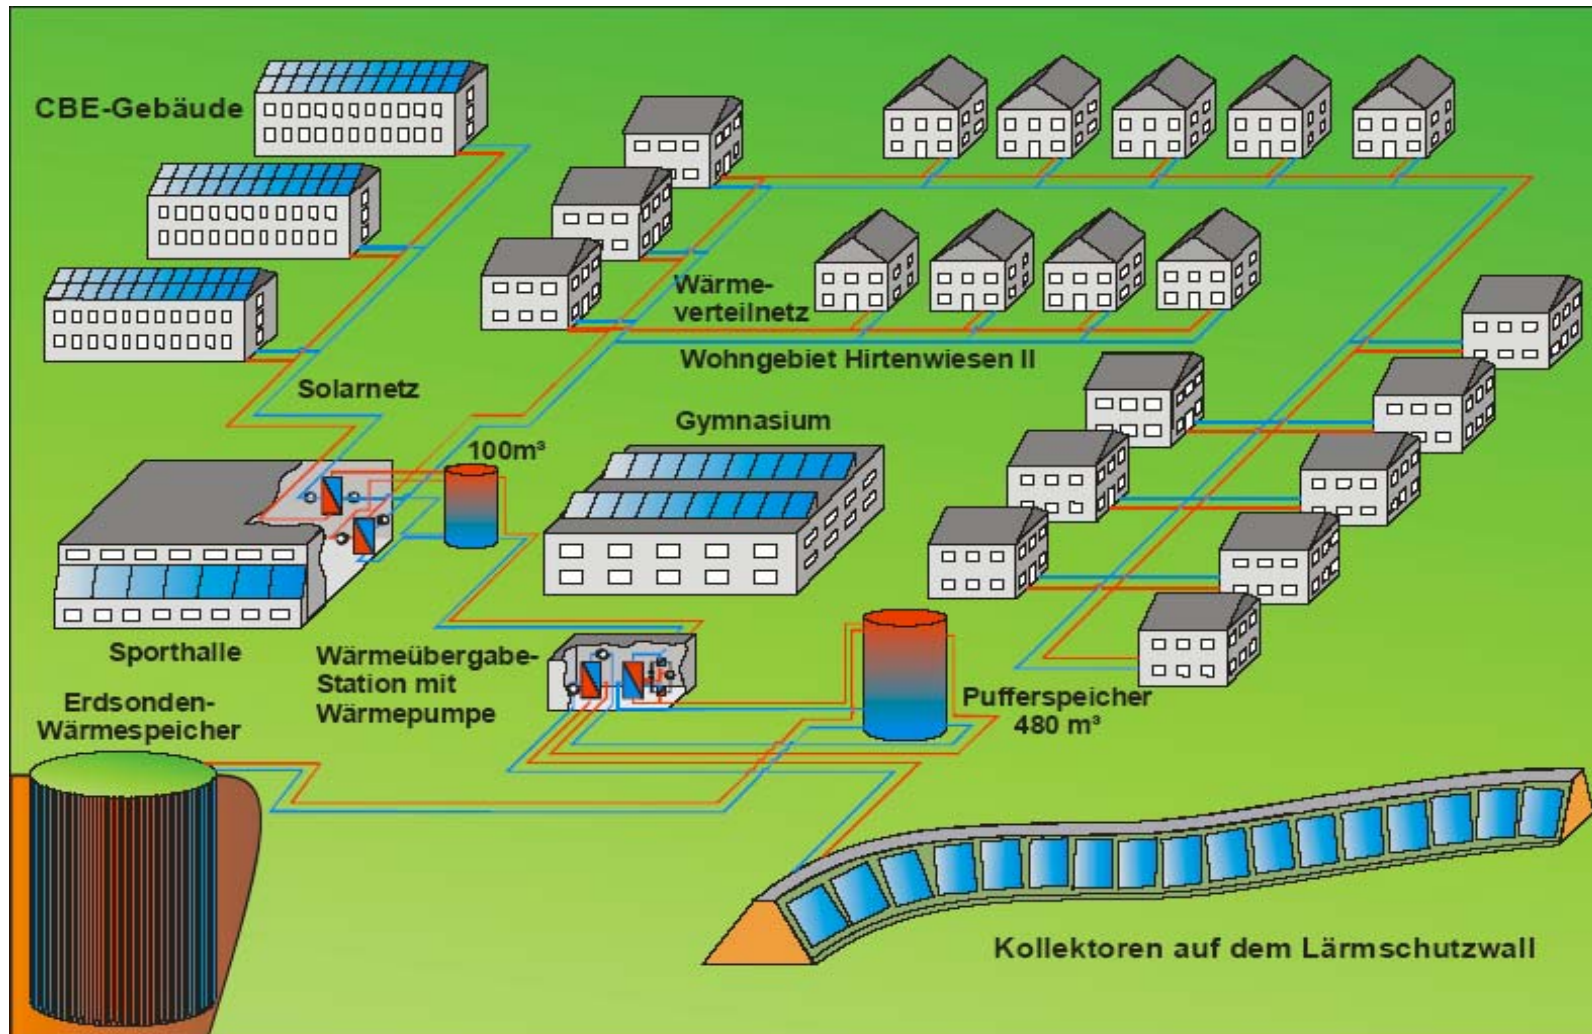 CBE-Gebäude
Wärme-
verteilnetz
Wohngebiet Hirtenwiesen II
Solarnetz
Gymnasium
100m³
Sporthalle
Wärmeübergabe-
Station mit
Wärmepumpe
Pufferspeicher
480 m³
Erdsonden-
Wärmespeicher
Kollektoren auf dem Lärmschutzwall